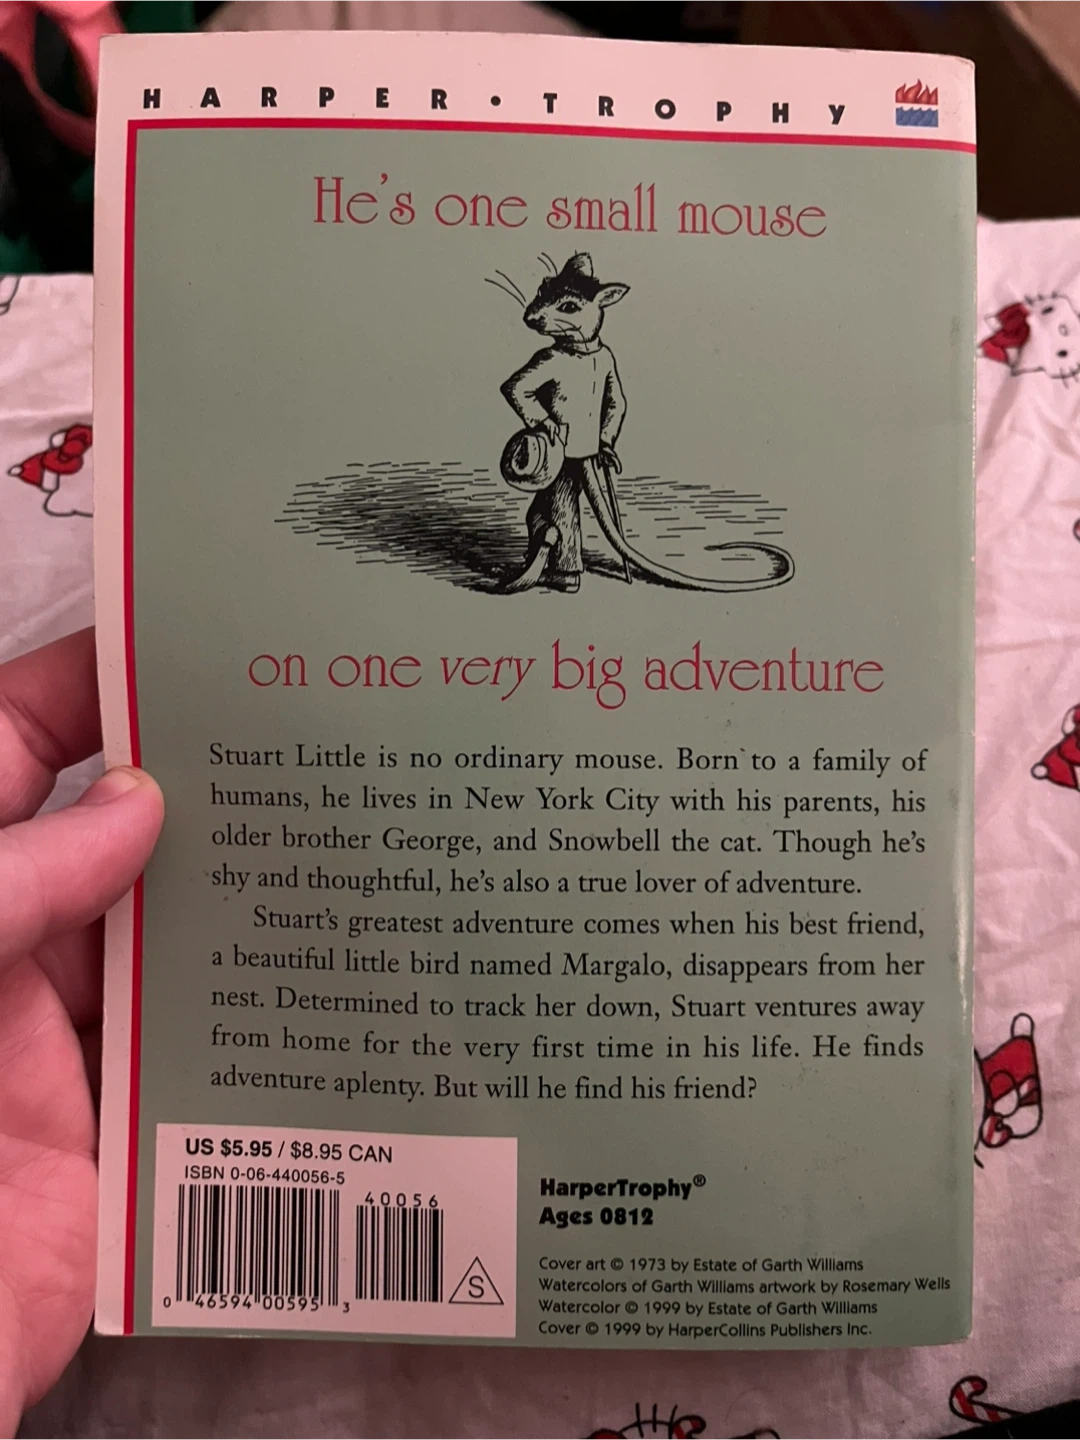 HARPER • TROPHY
He's one small mouse
on one very big adventure
Stuart Little is no ordinary mouse. Born to a family of
humans, he lives in New York City with his parents, his
older brother George, and Snowbell the cat. Though he's
shy and thoughtful, he's also a true lover of adventure.
Stuart's greatest adventure comes when his best friend,
a beautiful little bird named Margalo, disappears from her
nest. Determined to track her down, Stuart ventures away
from home for the very first time in his life. He finds
adventure aplenty. But will he find his friend?
US $5.95 / $8.95 CAN
ISBN 0-06-440056-5
40056
0 46594 00595 3
S
HarperTrophy®
Ages 0812
Cover art © 1973 by Estate of Garth Williams
Watercolors of Garth Williams artwork by Rosemary Wells
Watercolor © 1999 by Estate of Garth Williams
Cover © 1999 by HarperCollins Publishers Inc.